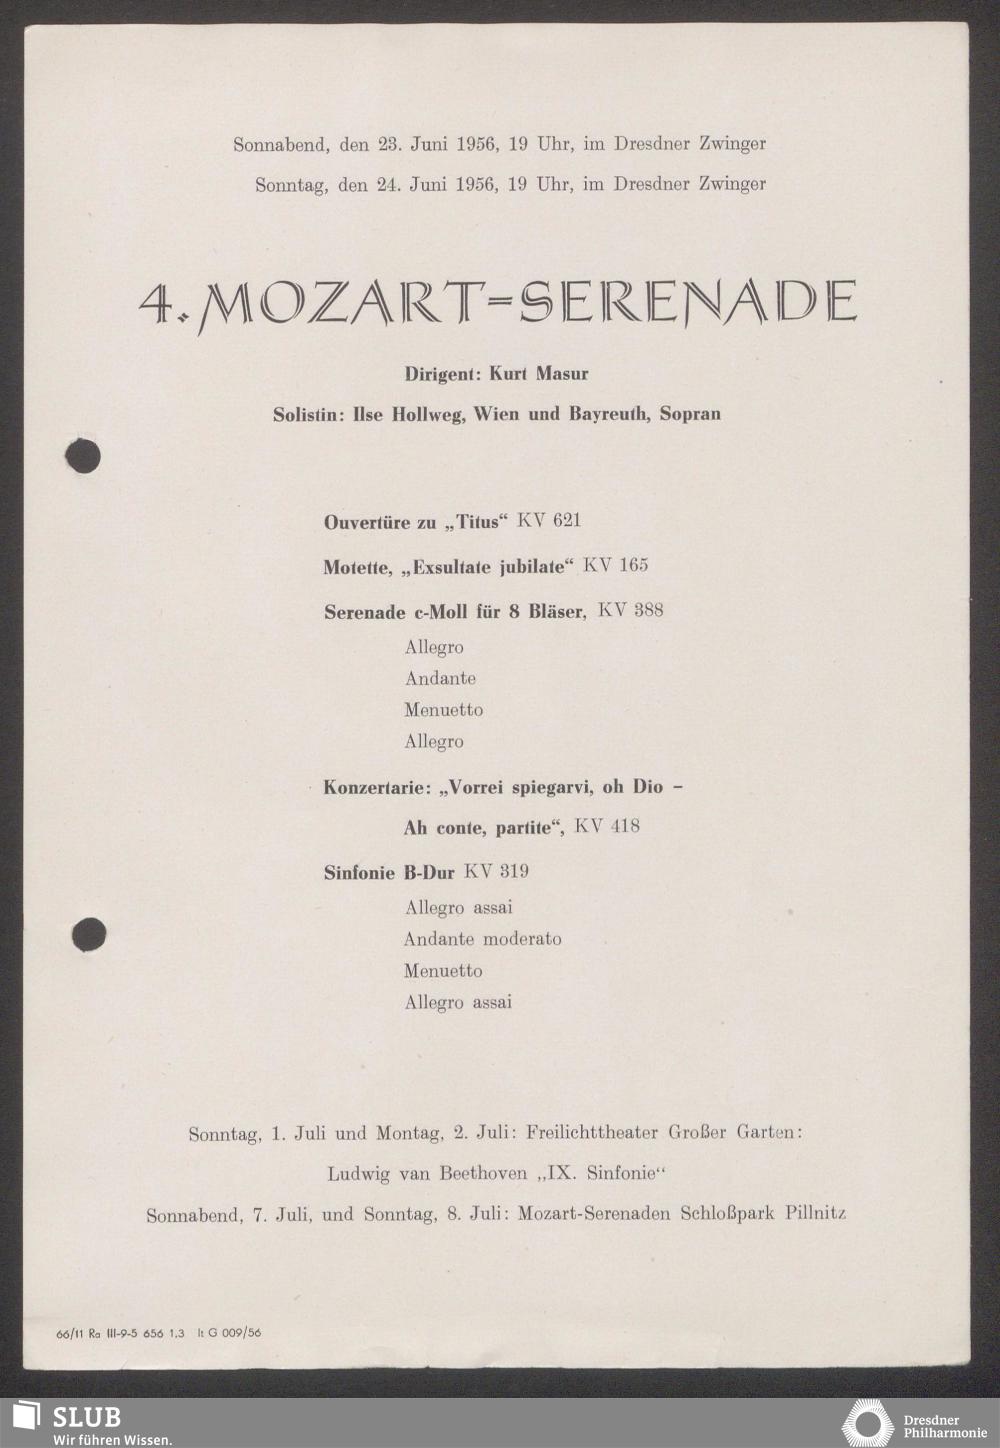 Sonnabend, den 23. Juni 1956, 19 Uhr, im Dresdner Zwinger
Sonntag, den 24. Juni 1956, 19 Uhr, im Dresdner Zwinger
4. MOZART=SERENADE
Dirigent: Kurt Masur
Solistin: Ilse Hollweg, Wien und Bayreuth, Sopran
Ouvertüre zu „Titus“ KV 621
Motette, „Exsultate jubilate“ KV 165
Serenade c-Moll für 8 Bläser, KV 388
Allegro
Andante
Menuetto
Allegro
Konzertarie: „Vorrei spiegarvi, oh Dio –
Ah conte, partite“, KV 418
Sinfonie B-Dur KV 319
Allegro assai
Andante moderato
Menuetto
Allegro assai
Sonntag, 1. Juli und Montag, 2. Juli: Freilichttheater Großer Garten:
Ludwig van Beethoven „IX. Sinfonie“
Sonnabend, 7. Juli, und Sonntag, 8. Juli: Mozart-Serenaden Schloßpark Pillnitz
66/11 Ra III-9-5 656 1,3 It G 009/56
SLUB
Wir führen Wissen.
Dresdner
Philharmonie